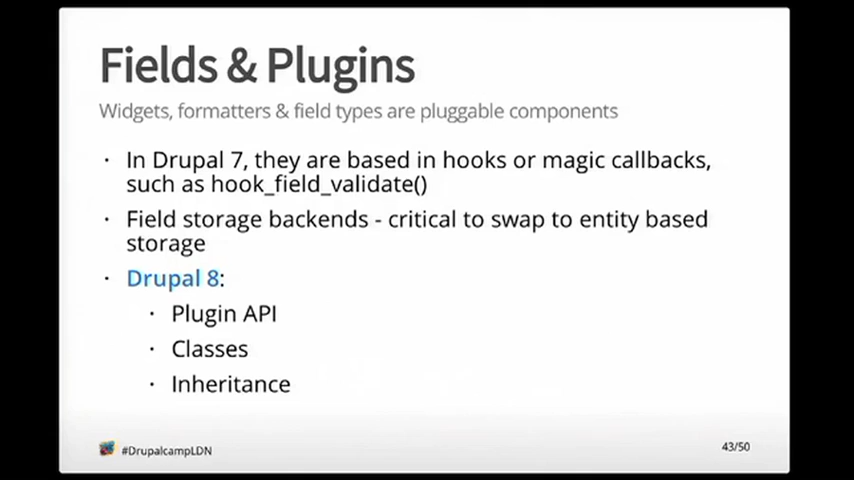 Fields & Plugins
Widgets, formatters & field types are pluggable components
· In Drupal 7, they are based in hooks or magic callbacks,
such as hook_field_validate()
· Field storage backends - critical to swap to entity based
storage
· Drupal 8:
· Plugin API
· Classes
· Inheritance
#DrupalcampLDN
43/50